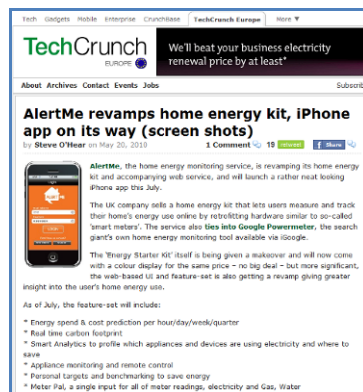 Tech Gadgets Mobile Enterprise CrunchBase TechCrunch Europe More ▼
TechCrunch
EUROPE
We'll beat your business electricity
renewal price by at least*
About Archives Contact Events Jobs Subscri
AlertMe revamps home energy kit, iPhone
app on its way (screen shots)
by Steve O'Hear on May 20, 2010 1 Comment 19 retweet Share
AlertMe, the home energy monitoring service, is revamping its home energy
kit and accompanying web service, and will launch a rather neat looking
iPhone app this July.
The UK company sells a home energy kit that lets users measure and
track their home's energy use online by retrofitting hardware similar to so-called
'smart meters'. The service also ties into Google Powermeter, the search
giant's own home energy monitoring tool available via iGoogle.
The 'Energy Starter Kit' itself is being given a makeover and will now come
with a colour display for the same price – no big deal – but more significant,
the web-based UI and feature-set is also getting a revamp giving greater
insight into the user's home energy use.
As of July, the feature-set will include:
* Energy spend & cost prediction per hour/day/week/quarter
* Real time carbon footprint
* Smart Analytics to profile which appliances and devices are using electricity and where to
save
* Appliance monitoring and remote control
* Personal targets and benchmarking to save energy
* Meter Pal, a single input for all of meter readings, electricity and Gas, Water